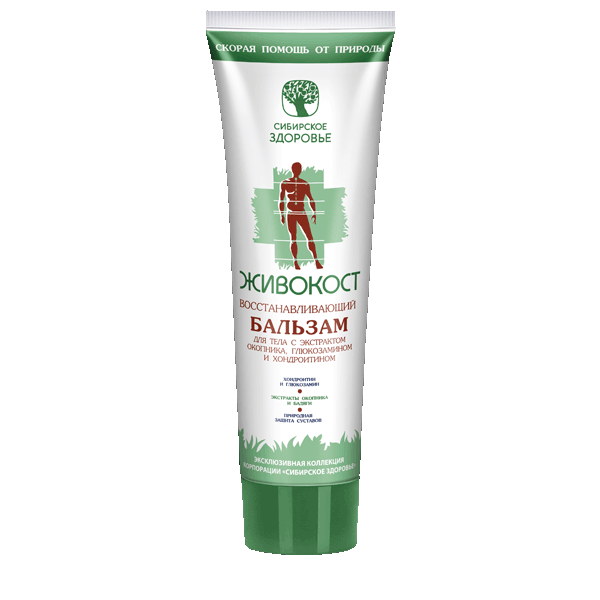 СКОРАЯ ПОМОЩЬ ОТ ПРИРОДЫ
СИБИРСКОЕ
ЗДОРОВЬЕ
ЖИВОКОСТ
ВОССТАНАВЛИВАЮЩИЙ
БАЛЬЗАМ
ДЛЯ ТЕЛА С ЭКСТРАКТОМ
ОКОПНИКА, ГЛЮКОЗАМИНОМ
И ХОНДРОИТИНОМ
ХОНДРОИТИН
И ГЛЮКОЗАМИН
ЭКСТРАКТЫ ОКОПНИКА
И БАДЯГИ
ПРИРОДНАЯ
ЗАЩИТА СУСТАВОВ
ЭКСКЛЮЗИВНАЯ КОЛЛЕКЦИЯ
КОРПОРАЦИИ «СИБИРСКОЕ ЗДОРОВЬЕ»